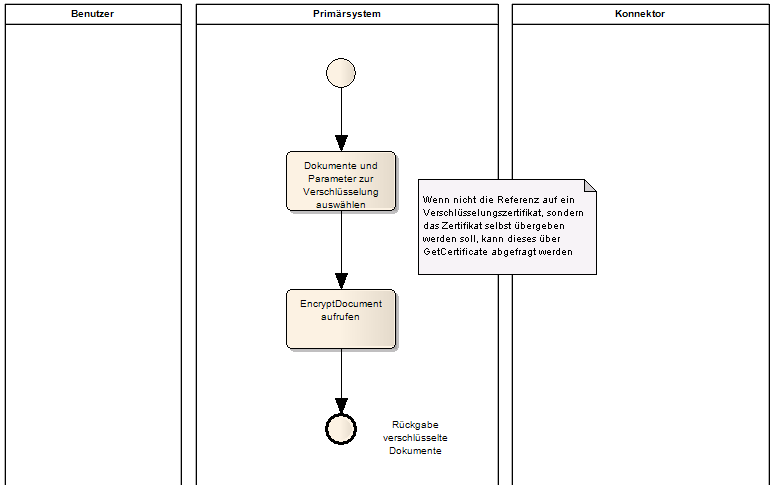 Benutzer
Primärsystem
Konnektor
Dokumente und
Parameter zur
Verschlüsselung
auswählen
Wenn nicht die Referenz auf ein
Verschlüsselungszertifikat, sondern
das Zertifikat selbst übergeben
werden soll, kann dieses über
GetCertificate abgefragt werden
EncryptDocument
aufrufen
Rückgabe
verschlüsselte
Dokumente